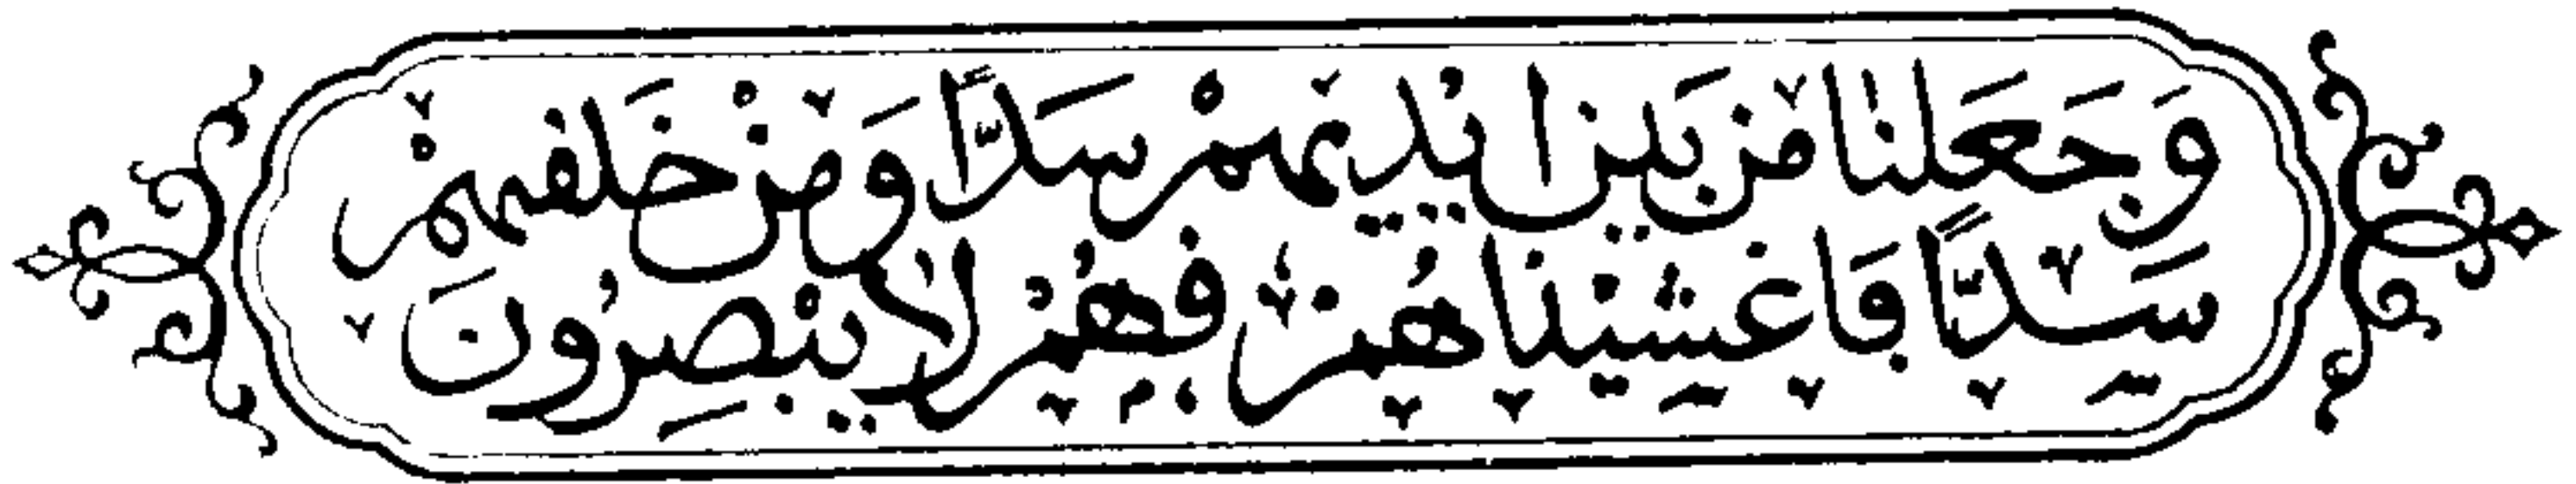 وَجَعَلْنَا مِنْ بَيْنِ اَيْدِيهِمْ سَدًّا وَمِنْ خَلْفِهِمْ
سَدًّا فَاَغْشَيْنَاهُمْ فَهُمْ لَا يُبْصِرُونَ